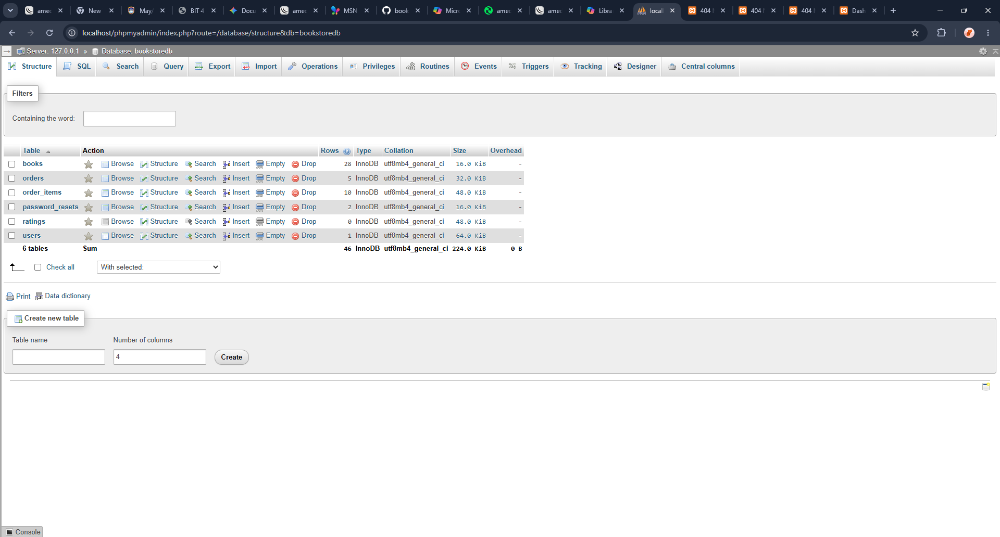 amec
New
May/
BIT 4
Docu
amec
MSN
book
Micro
amec
amec
Libra
local
404
404
404
Dash
localhost/phpmyadmin/index.php?route=/database/structure&db=bookstoredb
Server: 127.0.0.1 » Database: bookstoredb
Structure SQL Search Query Export Import Operations Privileges Routines Events Triggers Tracking Designer Central columns
Filters
Containing the word:
Table Action Rows Type Collation Size Overhead
books Browse Structure Search Insert Empty Drop 28 InnoDB utf8mb4_general_ci 16.0 KiB -
orders Browse Structure Search Insert Empty Drop 5 InnoDB utf8mb4_general_ci 32.0 KiB -
order_items Browse Structure Search Insert Empty Drop 10 InnoDB utf8mb4_general_ci 48.0 KiB -
password_resets Browse Structure Search Insert Empty Drop 2 InnoDB utf8mb4_general_ci 16.0 KiB -
ratings Browse Structure Search Insert Empty Drop 0 InnoDB utf8mb4_general_ci 48.0 KiB -
users Browse Structure Search Insert Empty Drop 1 InnoDB utf8mb4_general_ci 64.0 KiB -
6 tables Sum 46 InnoDB utf8mb4_general_ci 224.0 KiB 0 B
Check all With selected:
Print Data dictionary
Create new table
Table name Number of columns
4 Create
Console